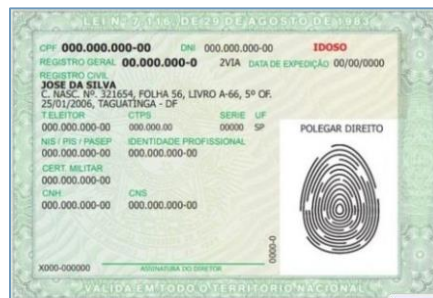 LEI Nº 7.116, DE 29 DE AGOSTO DE 1983
CPF 000.000.000-00 DNI 000.000.000-00 IDOSO
REGISTRO GERAL 00.000.000-0 2VIA DATA DE EXPEDIÇÃO 00/00/0000
REGISTRO CIVIL
JOSE DA SILVA
C. NASC. Nº. 321654, FOLHA 56, LIVRO A-66, 5º OF.
25/01/2006, TAGUATINGA - DF
T.ELEITOR CTPS SERIE UF
000.000.000-00 000.000.00 00000 SP
NIS / PIS / PASEP IDENTIDADE PROFISSIONAL
000.000.000-00 000.000.000-00
CERT. MILITAR
000.000.000-00
CNH CNS
000.000.000-00 000.000.000-00
POLEGAR DIREITO
0000-0
X000-000000 ASSINATURA DO DIRETOR
VÁLIDA EM TODO O TERRITÓRIO NACIONAL